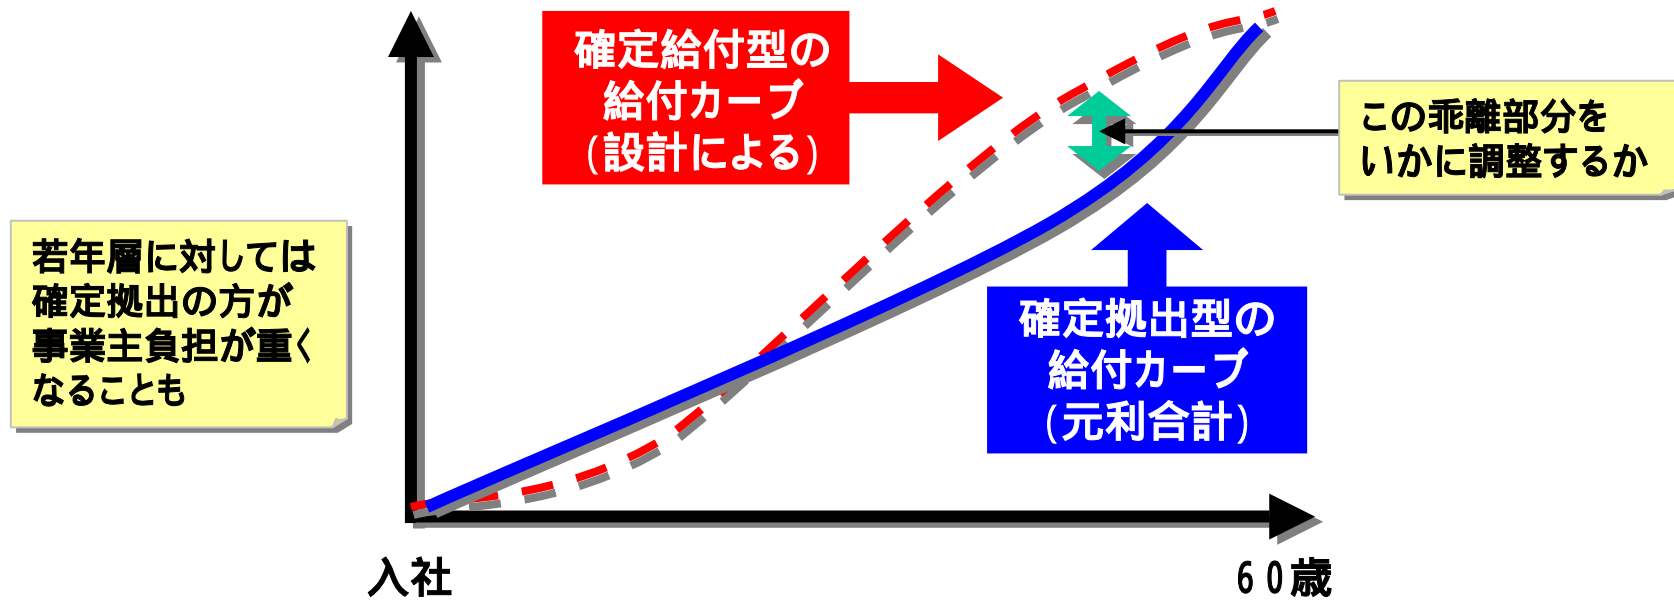 確定給付型の
給付カーブ
(設計による)
この乖離部分を
いかに調整するか
若年層に対しては
確定拠出の方が
事業主負担が重く
なることも
確定拠出型の
給付カーブ
(元利合計)
入社
６０歳